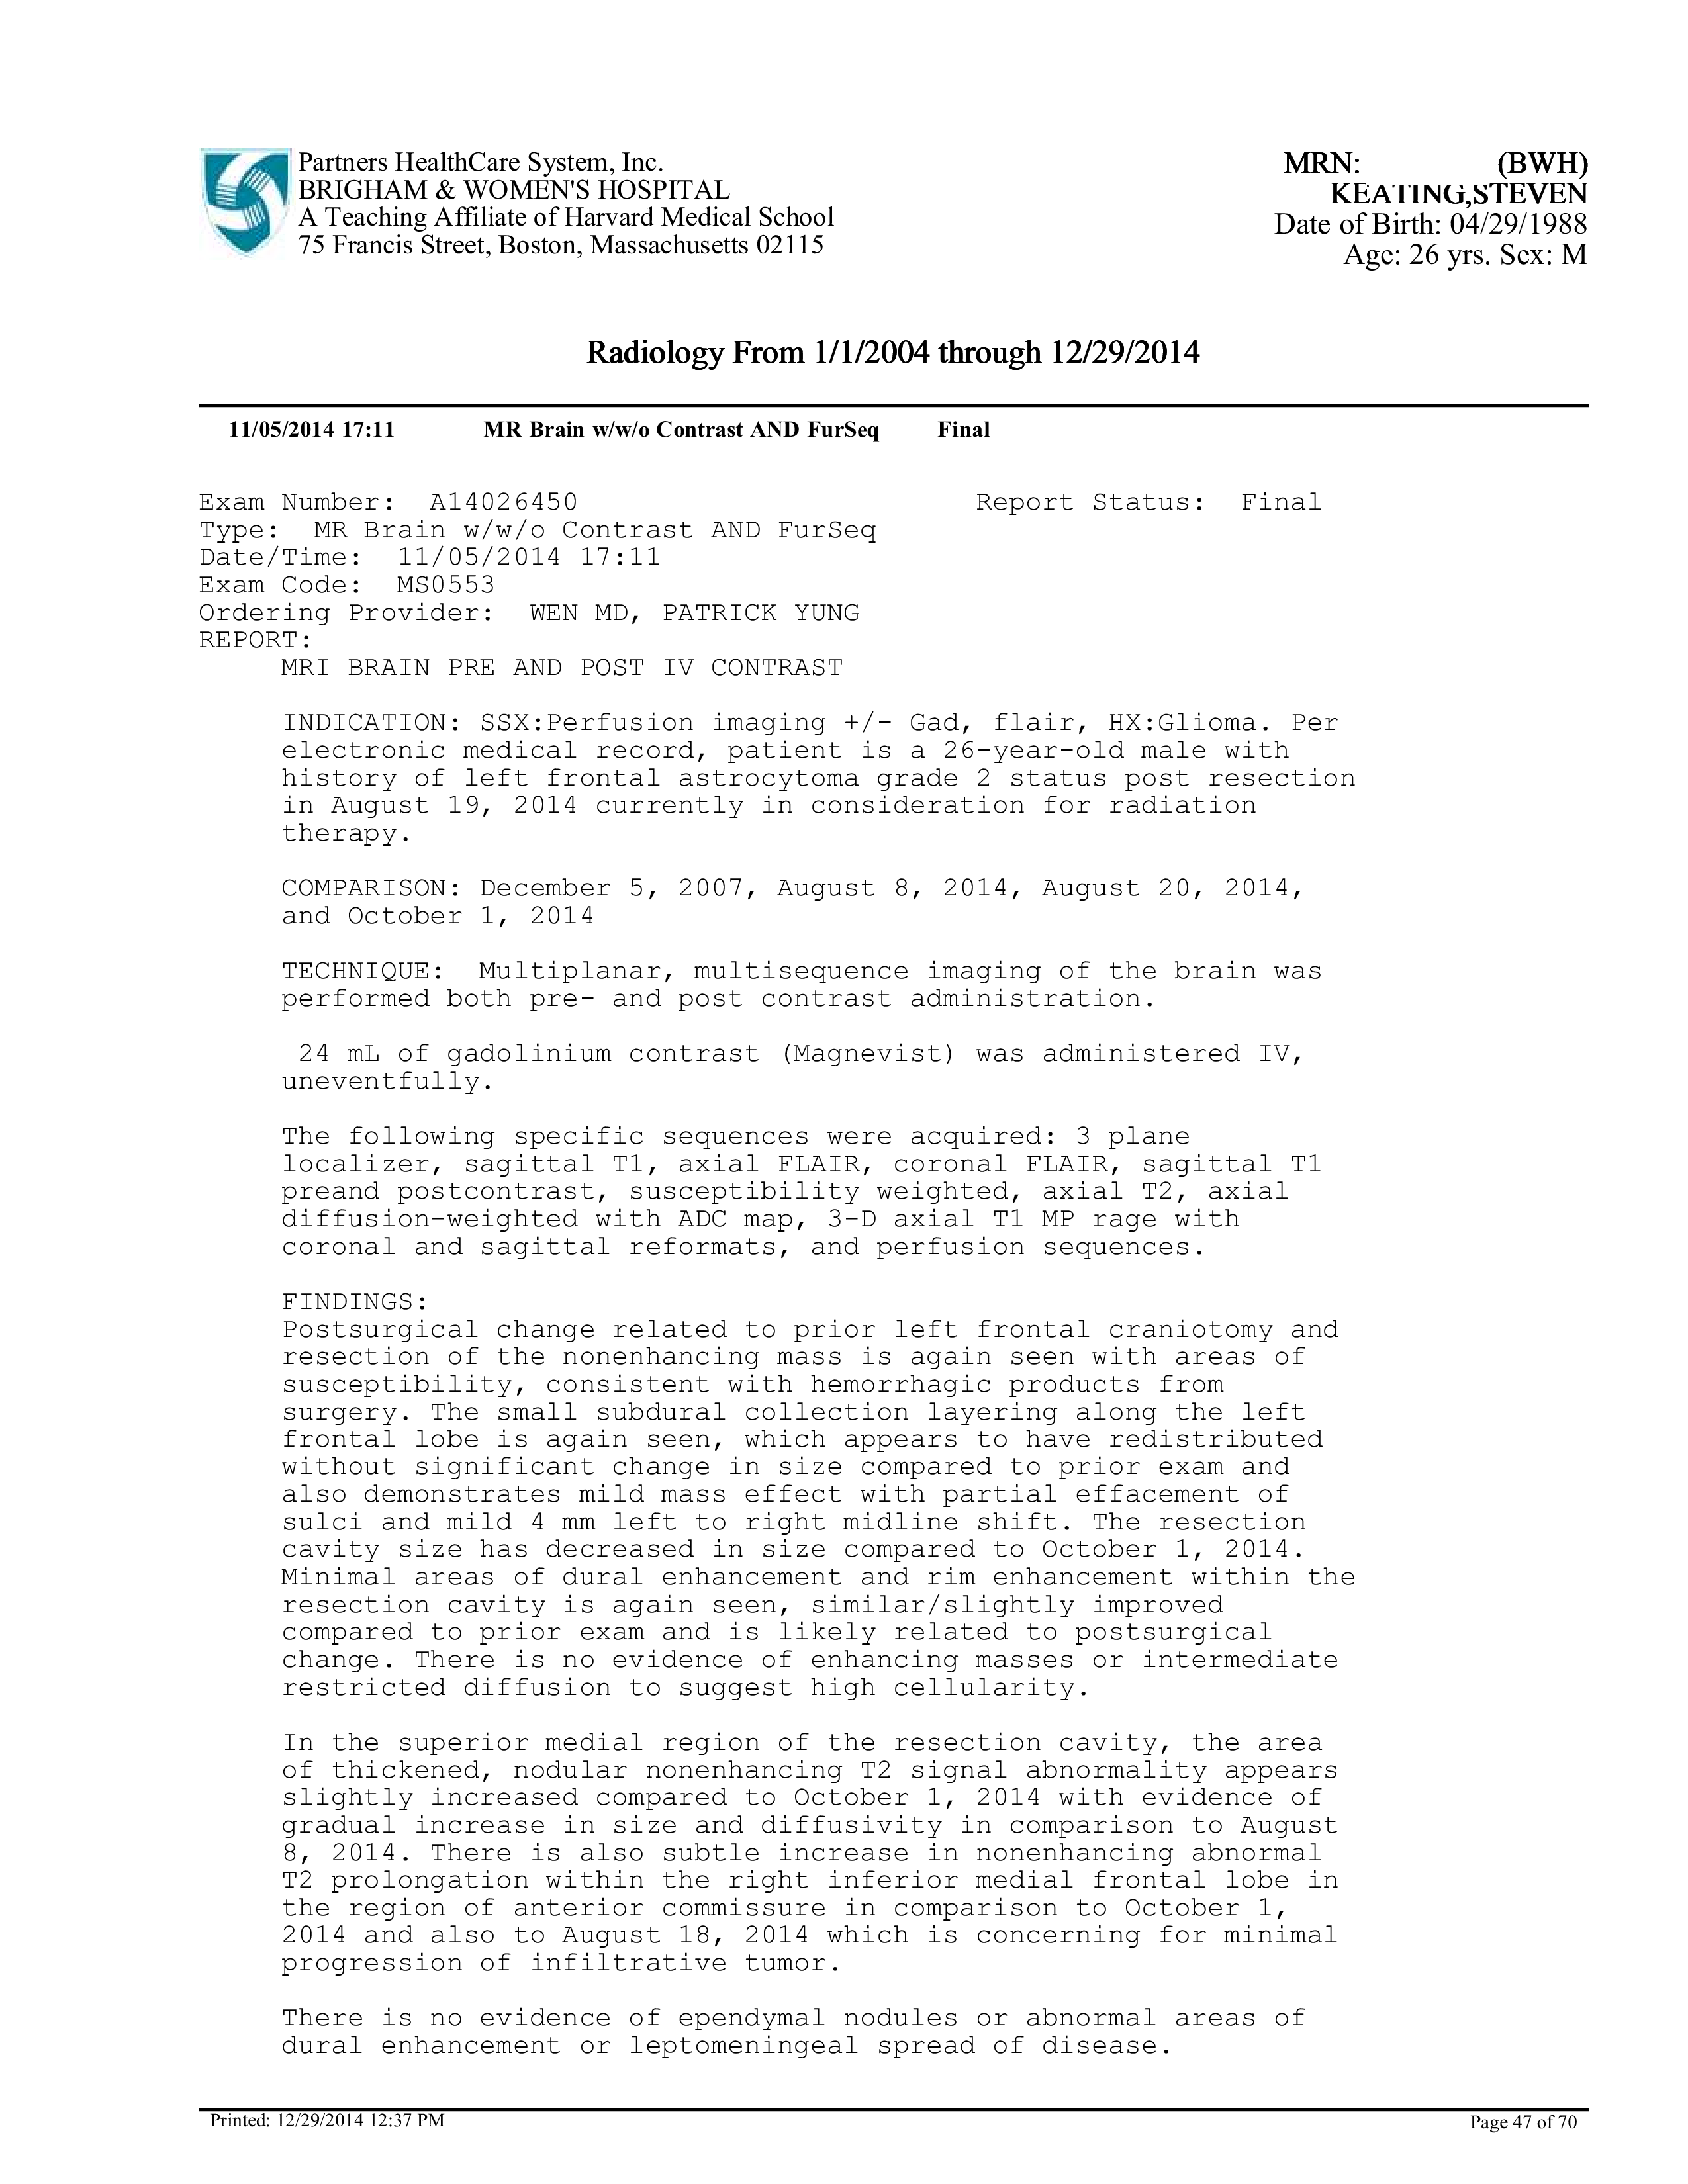 Partners HealthCare System, Inc.
BRIGHAM & WOMEN'S HOSPITAL
A Teaching Affiliate of Harvard Medical School
75 Francis Street, Boston, Massachusetts 02115
MRN: (BWH)
KEATING,STEVEN
Date of Birth: 04/29/1988
Age: 26 yrs. Sex: M
Radiology From 1/1/2004 through 12/29/2014
11/05/2014 17:11 MR Brain w/w/o Contrast AND FurSeq Final
Exam Number: A14026450 Report Status: Final
Type: MR Brain w/w/o Contrast AND FurSeq
Date/Time: 11/05/2014 17:11
Exam Code: MS0553
Ordering Provider: WEN MD, PATRICK YUNG
REPORT:
MRI BRAIN PRE AND POST IV CONTRAST
INDICATION: SSX:Perfusion imaging +/- Gad, flair, HX:Glioma. Per
electronic medical record, patient is a 26-year-old male with
history of left frontal astrocytoma grade 2 status post resection
in August 19, 2014 currently in consideration for radiation
therapy.
COMPARISON: December 5, 2007, August 8, 2014, August 20, 2014,
and October 1, 2014
TECHNIQUE: Multiplanar, multisequence imaging of the brain was
performed both pre- and post contrast administration.
24 mL of gadolinium contrast (Magnevist) was administered IV,
uneventfully.
The following specific sequences were acquired: 3 plane
localizer, sagittal T1, axial FLAIR, coronal FLAIR, sagittal T1
preand postcontrast, susceptibility weighted, axial T2, axial
diffusion-weighted with ADC map, 3-D axial T1 MP rage with
coronal and sagittal reformats, and perfusion sequences.
FINDINGS:
Postsurgical change related to prior left frontal craniotomy and
resection of the nonenhancing mass is again seen with areas of
susceptibility, consistent with hemorrhagic products from
surgery. The small subdural collection layering along the left
frontal lobe is again seen, which appears to have redistributed
without significant change in size compared to prior exam and
also demonstrates mild mass effect with partial effacement of
sulci and mild 4 mm left to right midline shift. The resection
cavity size has decreased in size compared to October 1, 2014.
Minimal areas of dural enhancement and rim enhancement within the
resection cavity is again seen, similar/slightly improved
compared to prior exam and is likely related to postsurgical
change. There is no evidence of enhancing masses or intermediate
restricted diffusion to suggest high cellularity.
In the superior medial region of the resection cavity, the area
of thickened, nodular nonenhancing T2 signal abnormality appears
slightly increased compared to October 1, 2014 with evidence of
gradual increase in size and diffusivity in comparison to August
8, 2014. There is also subtle increase in nonenhancing abnormal
T2 prolongation within the right inferior medial frontal lobe in
the region of anterior commissure in comparison to October 1,
2014 and also to August 18, 2014 which is concerning for minimal
progression of infiltrative tumor.
There is no evidence of ependymal nodules or abnormal areas of
dural enhancement or leptomeningeal spread of disease.
Printed: 12/29/2014 12:37 PM
Page 47 of 70